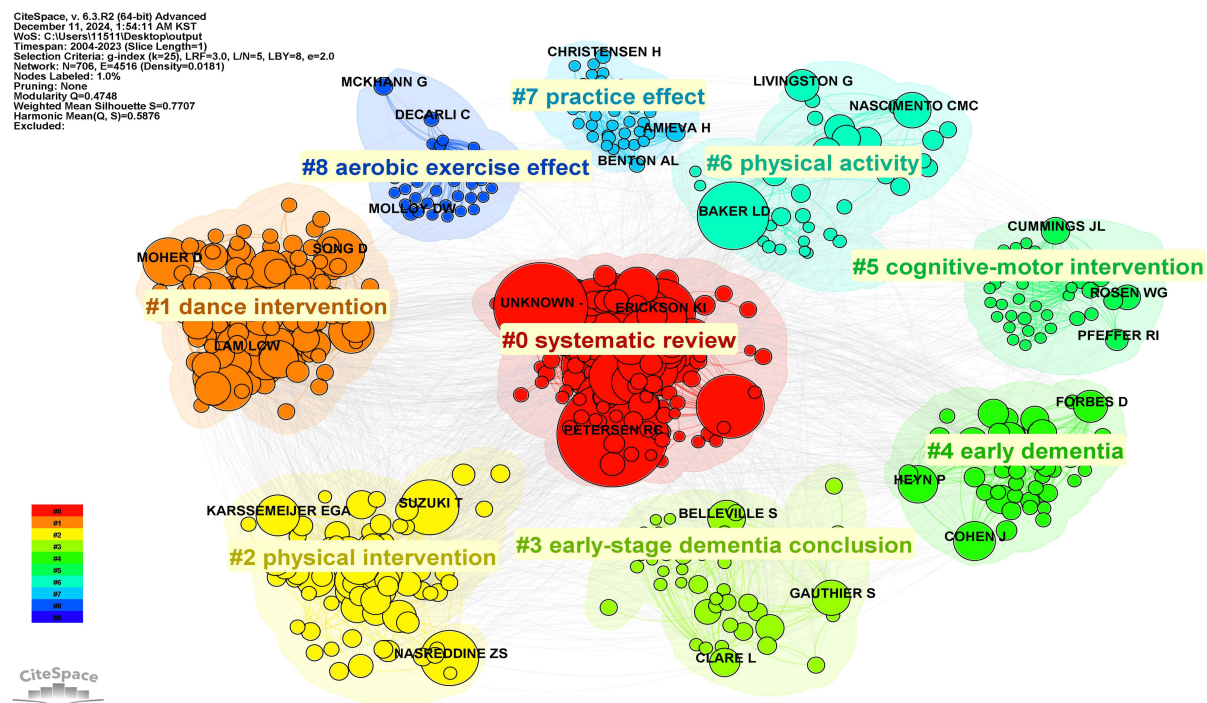 CiteSpace, v. 6.3.R2 (64-bit) Advanced
December 11, 2024, 1:54:11 AM KST
WoS: C:\Users\11511\Desktop\output
Timespan: 2004-2023 (Slice Length=1)
Selection Criteria: g-index (k=25), LRF=3.0, L/N=5, LBY=8, e=2.0
Network: N=706, E=4516 (Density=0.0181)
Nodes Labeled: 1.0%
Pruning: None
Modularity Q=0.4748
Weighted Mean Silhouette S=0.7707
Harmonic Mean(Q, S)=0.5876
Excluded:
CHRISTENSEN H
MCKHANN G
LIVINGSTON G
#7 practice effect
NASCIMENTO CMC
DECARLI C
AMIEVA H
BENTON AL
#6 physical activity
#8 aerobic exercise effect
MOLLOY DW
BAKER LD
CUMMINGS JL
SONG D
MOHER D
#5 cognitive-motor intervention
ROSEN WG
#1 dance intervention
UNKNOWN -
ERICKSON KI
PFEFFER RI
#0 systematic review
LAM LCW
FORBES D
PETERSEN RC
#4 early dementia
HEYN P
SUZUKI T
KARSSEMEIJER EGA
BELLEVILLE S
COHEN J
#3 early-stage dementia conclusion
#2 physical intervention
GAUTHIER S
NASREDDINE ZS
CLARE L
#0
#1
#2
#3
#4
#5
#6
#7
#8
#9
CiteSpace